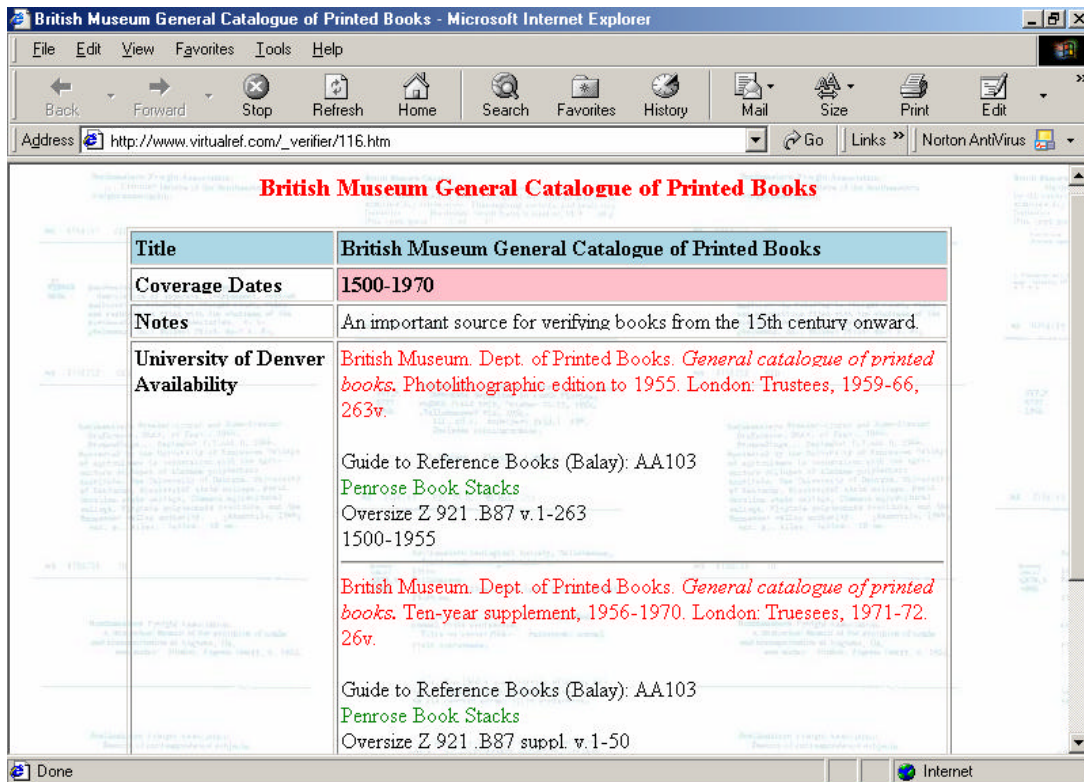 British Museum General Catalogue of Printed Books - Microsoft Internet Explorer
File Edit View Favorites Tools Help
Back Forward Stop Refresh Home Search Favorites History Mail Size Print Edit »
Address http://www.virtualref.com/_verifier/116.htm Go Links » Norton AntiVirus
British Museum General Catalogue of Printed Books
Title British Museum General Catalogue of Printed Books
Coverage Dates 1500-1970
Notes An important source for verifying books from the 15th century onward.
University of Denver Availability
British Museum. Dept. of Printed Books. General catalogue of printed
books. Photolithographic edition to 1955. London: Trustees, 1959-66,
263v.
Guide to Reference Books (Balay): AA103
Penrose Book Stacks
Oversize Z 921 .B87 v.1-263
1500-1955
British Museum. Dept. of Printed Books. General catalogue of printed
books. Ten-year supplement, 1956-1970. London: Truesees, 1971-72.
26v.
Guide to Reference Books (Balay): AA103
Penrose Book Stacks
Oversize Z 921 .B87 suppl. v.1-50
Done Internet